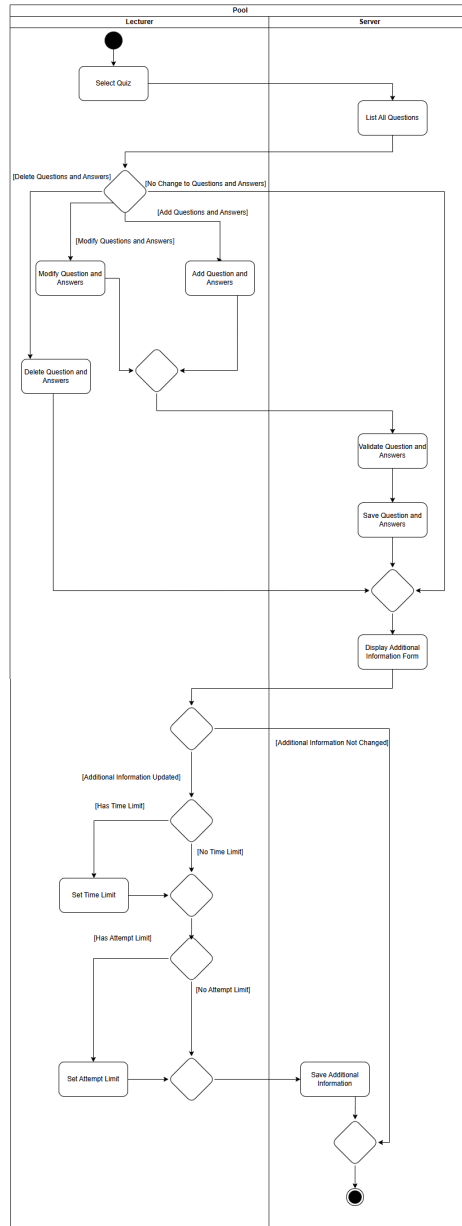 Pool
Lecturer
Server
Select Quiz
List All Questions
[Delete Questions and Answers]
[No Change to Questions and Answers]
[Add Questions and Answers]
[Modify Questions and Answers]
Modify Question and
Answers
Add Question and
Answers
Delete Question and
Answers
Validate Question and
Answers
Save Question and
Answers
Display Additional
Information Form
[Additional Information Not Changed]
[Additional Information Updated]
[Has Time Limit]
[No Time Limit]
Set Time Limit
[Has Attempt Limit]
[No Attempt Limit]
Set Attempt Limit
Save Additional
Information